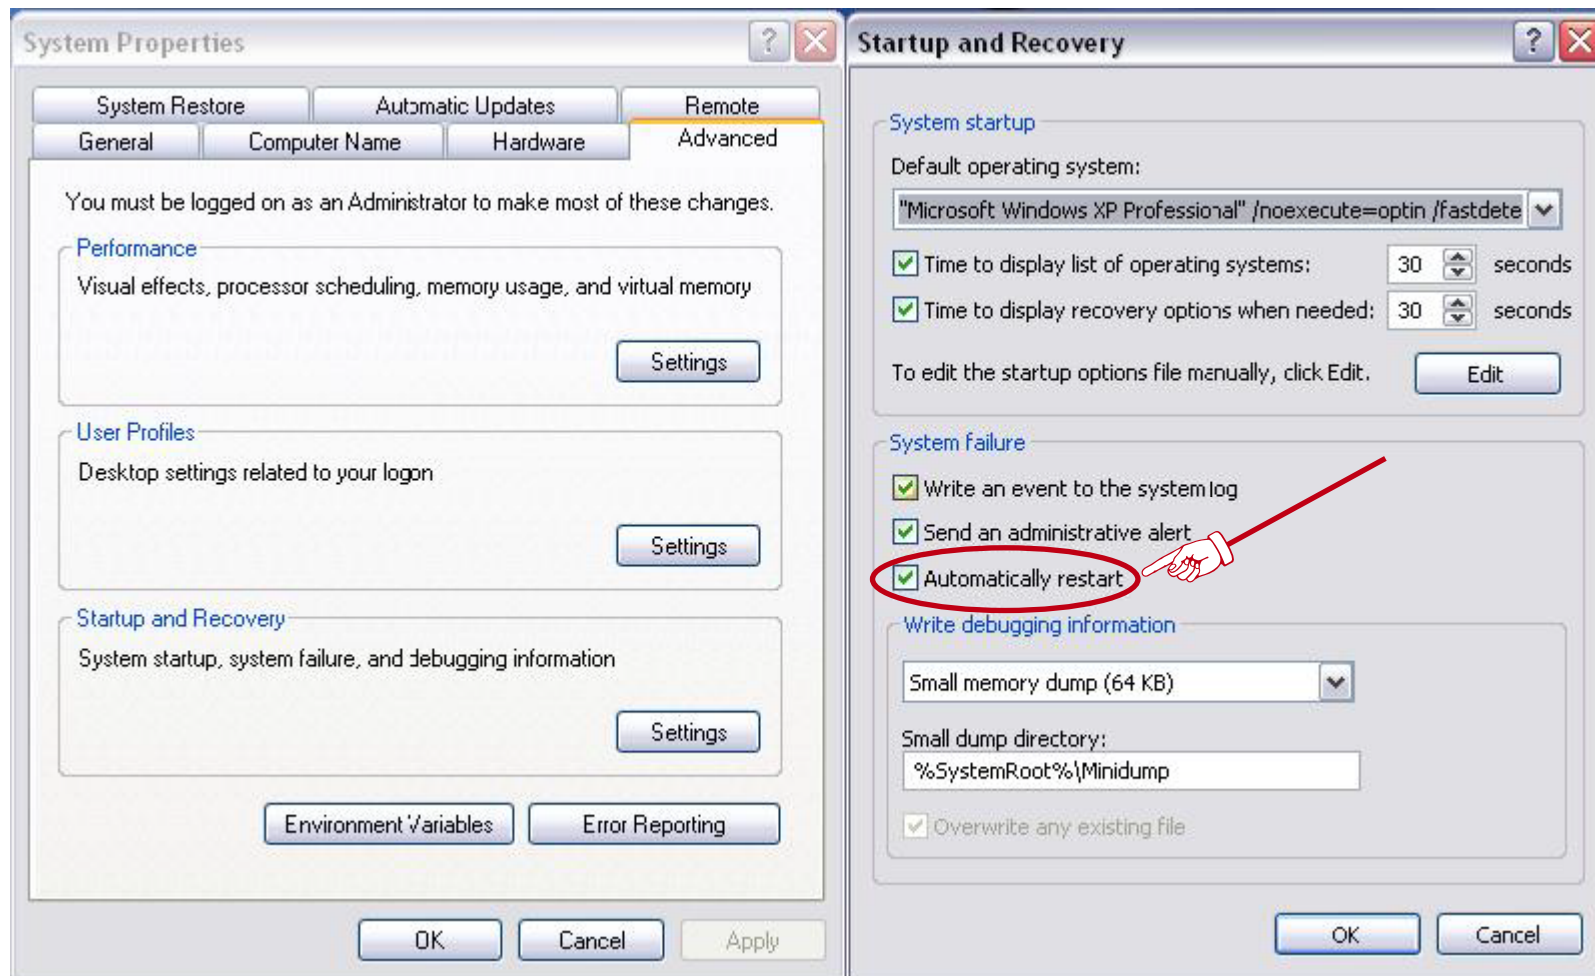 System Properties
System Restore
Automatic Updates
Remote
General
Computer Name
Hardware
Advanced
You must be logged on as an Administrator to make most of these changes.
Performance
Visual effects, processor scheduling, memory usage, and virtual memory
Settings
User Profiles
Desktop settings related to your logon
Settings
Startup and Recovery
System startup, system failure, and debugging information
Settings
Environment Variables
Error Reporting
OK
Cancel
Apply
Startup and Recovery
System startup
Default operating system:
"Microsoft Windows XP Professional" /noexecute=optin /fastdete
Time to display list of operating systems: 30 seconds
Time to display recovery options when needed: 30 seconds
To edit the startup options file manually, click Edit.
Edit
System failure
Write an event to the system log
Send an administrative alert
Automatically restart
Write debugging information
Small memory dump (64 KB)
Small dump directory:
%SystemRoot%\Minidump
Overwrite any existing file
OK
Cancel